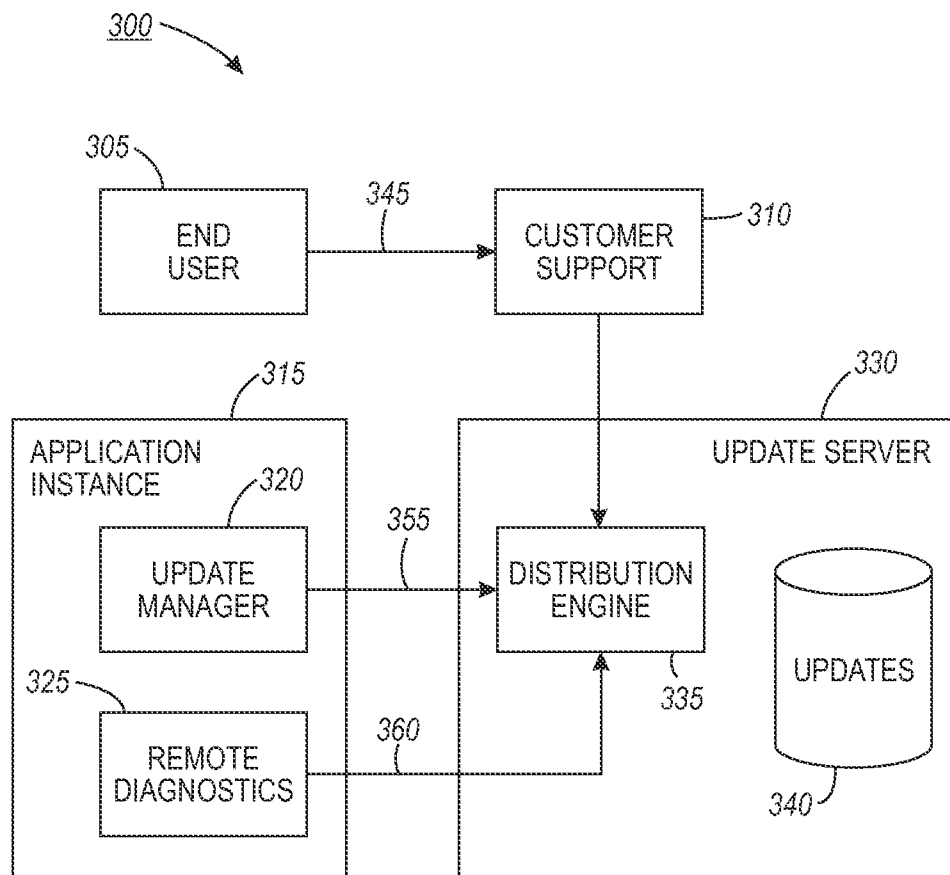 300
305
345
310
END
USER
CUSTOMER
SUPPORT
315
330
APPLICATION
INSTANCE
UPDATE SERVER
320
355
UPDATE
MANAGER
DISTRIBUTION
ENGINE
UPDATES
325
335
360
REMOTE
DIAGNOSTICS
340